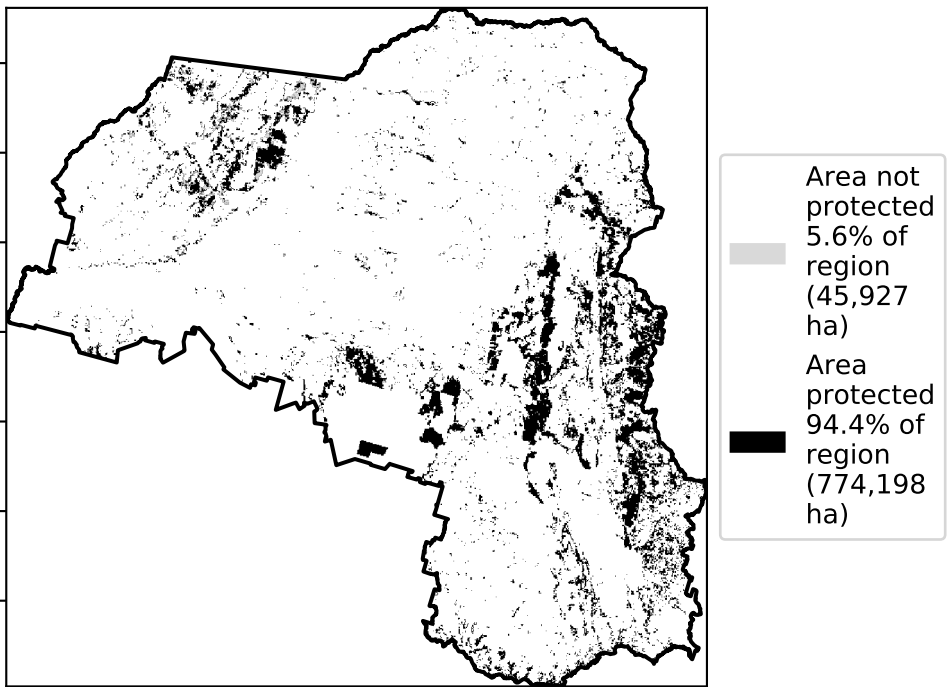 Area not
protected
5.6% of
region
(45,927
ha)
Area
protected
94.4% of
region
(774,198
ha)